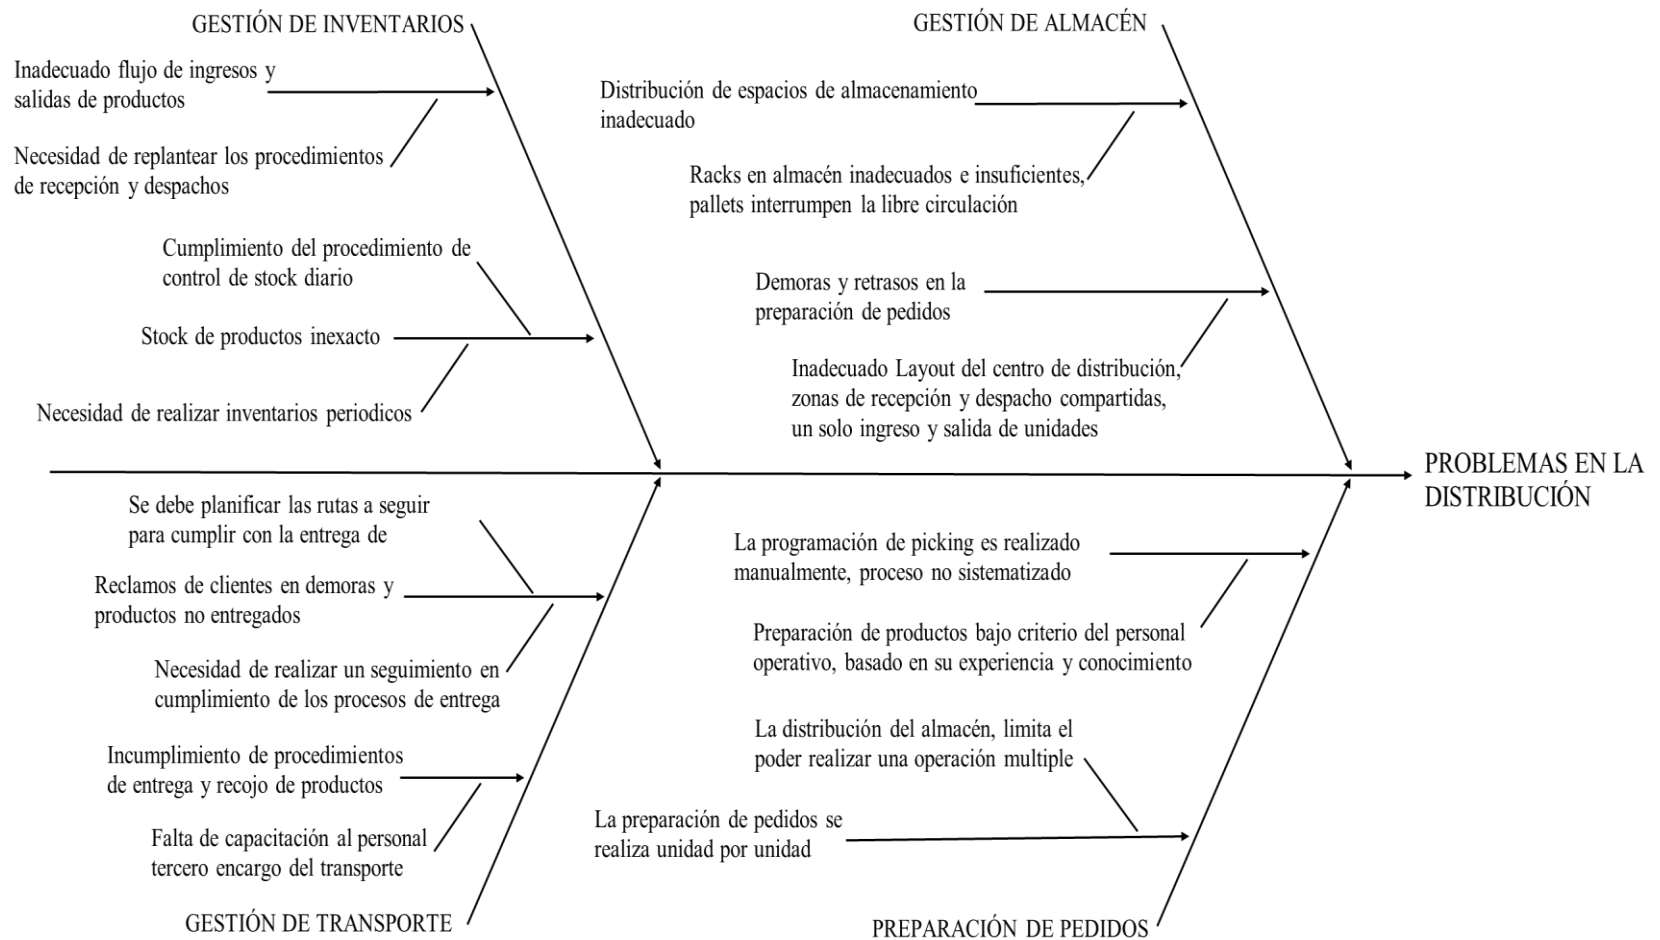 GESTIÓN DE INVENTARIOS
Inadecuado flujo de ingresos y
salidas de productos
Necesidad de replantear los procedimientos
de recepción y despachos
Cumplimiento del procedimiento de
control de stock diario
Stock de productos inexacto
Necesidad de realizar inventarios periodicos
GESTIÓN DE ALMACÉN
Distribución de espacios de almacenamiento
inadecuado
Racks en almacén inadecuados e insuficientes,
pallets interrumpen la libre circulación
Demoras y retrasos en la
preparación de pedidos
Inadecuado Layout del centro de distribución,
zonas de recepción y despacho compartidas,
un solo ingreso y salida de unidades
PROBLEMAS EN LA
DISTRIBUCIÓN
Se debe planificar las rutas a seguir
para cumplir con la entrega de
Reclamos de clientes en demoras y
productos no entregados
Necesidad de realizar un seguimiento en
cumplimiento de los procesos de entrega
Incumplimiento de procedimientos
de entrega y recojo de productos
Falta de capacitación al personal
tercero encargo del transporte
GESTIÓN DE TRANSPORTE
La programación de picking es realizado
manualmente, proceso no sistematizado
Preparación de productos bajo criterio del personal
operativo, basado en su experiencia y conocimiento
La distribución del almacén, limita el
poder realizar una operación multiple
La preparación de pedidos se
realiza unidad por unidad
PREPARACIÓN DE PEDIDOS